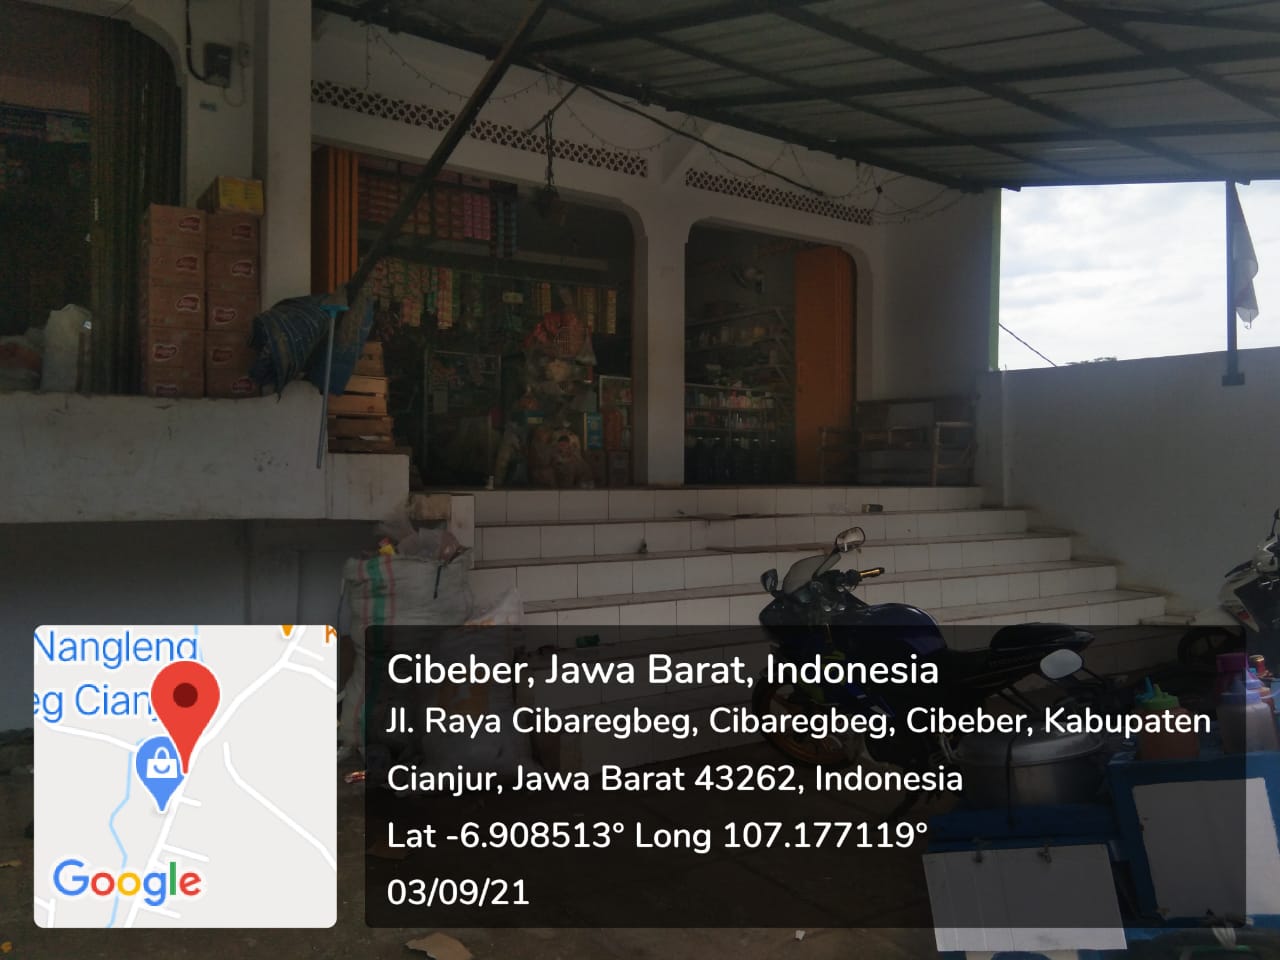 Nangleng
eg Cianj
K
Google
Cibeber, Jawa Barat, Indonesia
Jl. Raya Cibaregbeg, Cibaregbeg, Cibeber, Kabupaten
Cianjur, Jawa Barat 43262, Indonesia
Lat -6.908513° Long 107.177119°
03/09/21